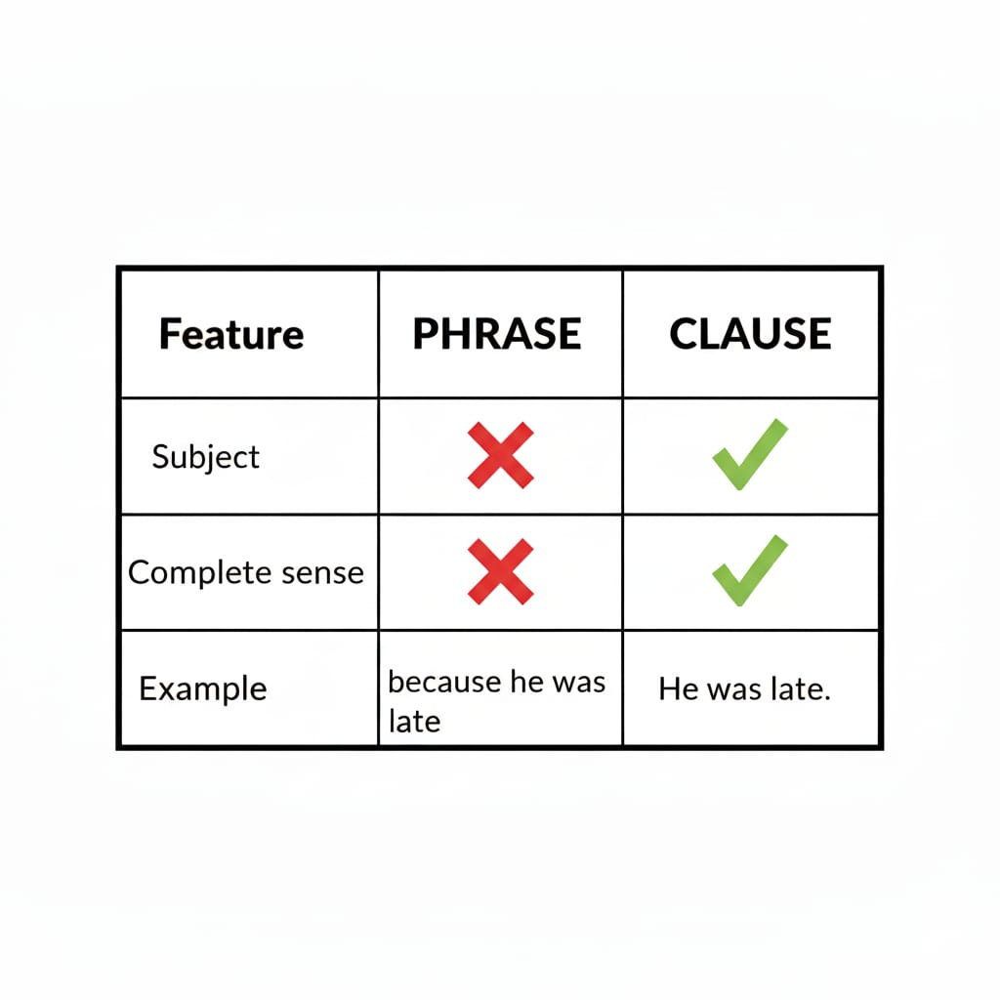 Feature PHRASE CLAUSE
Subject
Complete sense
Example because he was late He was late.